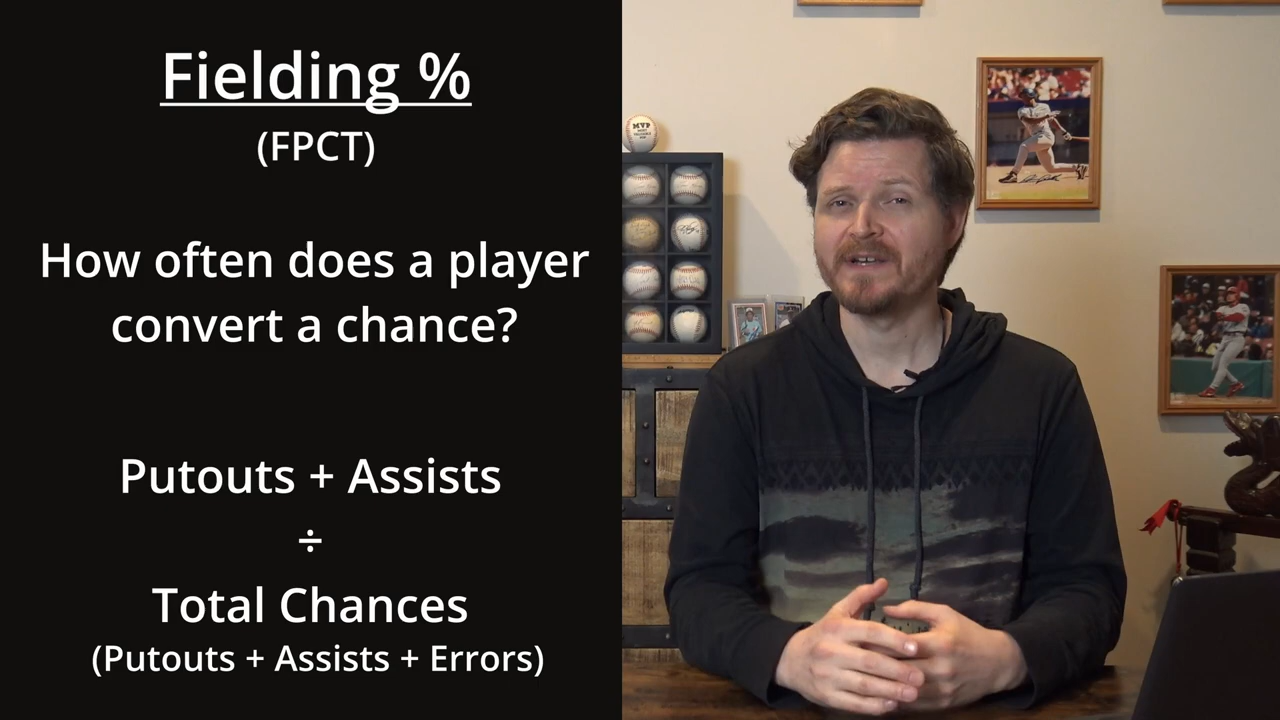 Fielding %
(FPCT)
How often does a player
convert a chance?
Putouts + Assists
÷
Total Chances
(Putouts + Assists + Errors)
MVP